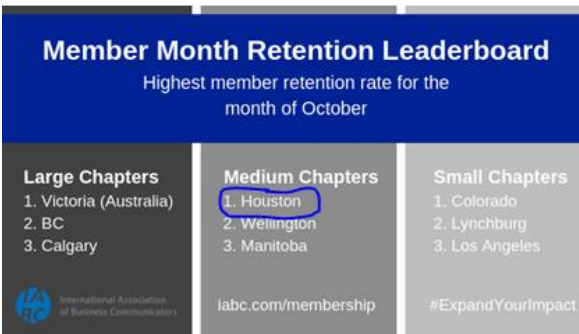 Member Month Retention Leaderboard
Highest member retention rate for the
month of October
Large Chapters
1. Victoria (Australia)
2. BC
3. Calgary
Medium Chapters
1. Houston
2. Wellington
3. Manitoba
Small Chapters
1. Colorado
2. Lynchburg
3. Los Angeles
IABC
International Association
of Business Communicators
iabc.com/membership
#ExpandYourImpact